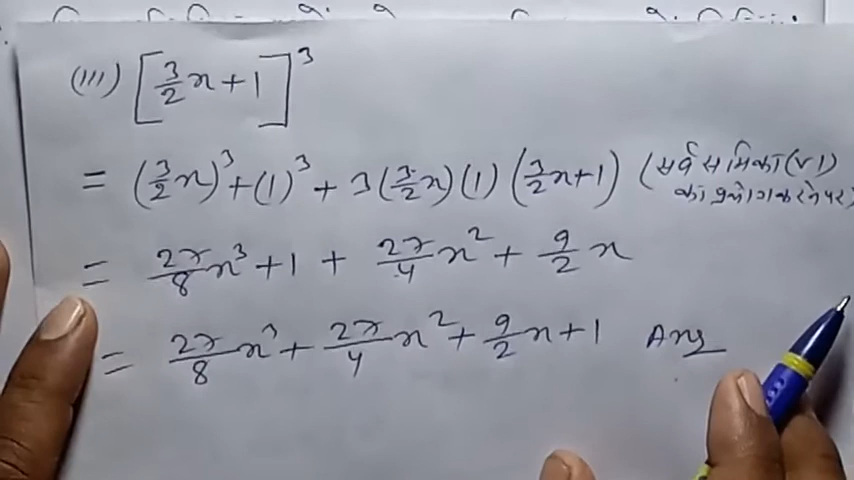 (III) [3/2 x + 1]^3
= (3/2 x)^3 + (1)^3 + 3(3/2 x)(1)(3/2 x + 1) (सर्व समिका (VI)
का प्रयोग करने पर)
= 27/8 x^3 + 1 + 27/4 x^2 + 9/2 x
= 27/8 x^3 + 27/4 x^2 + 9/2 x + 1 Ans